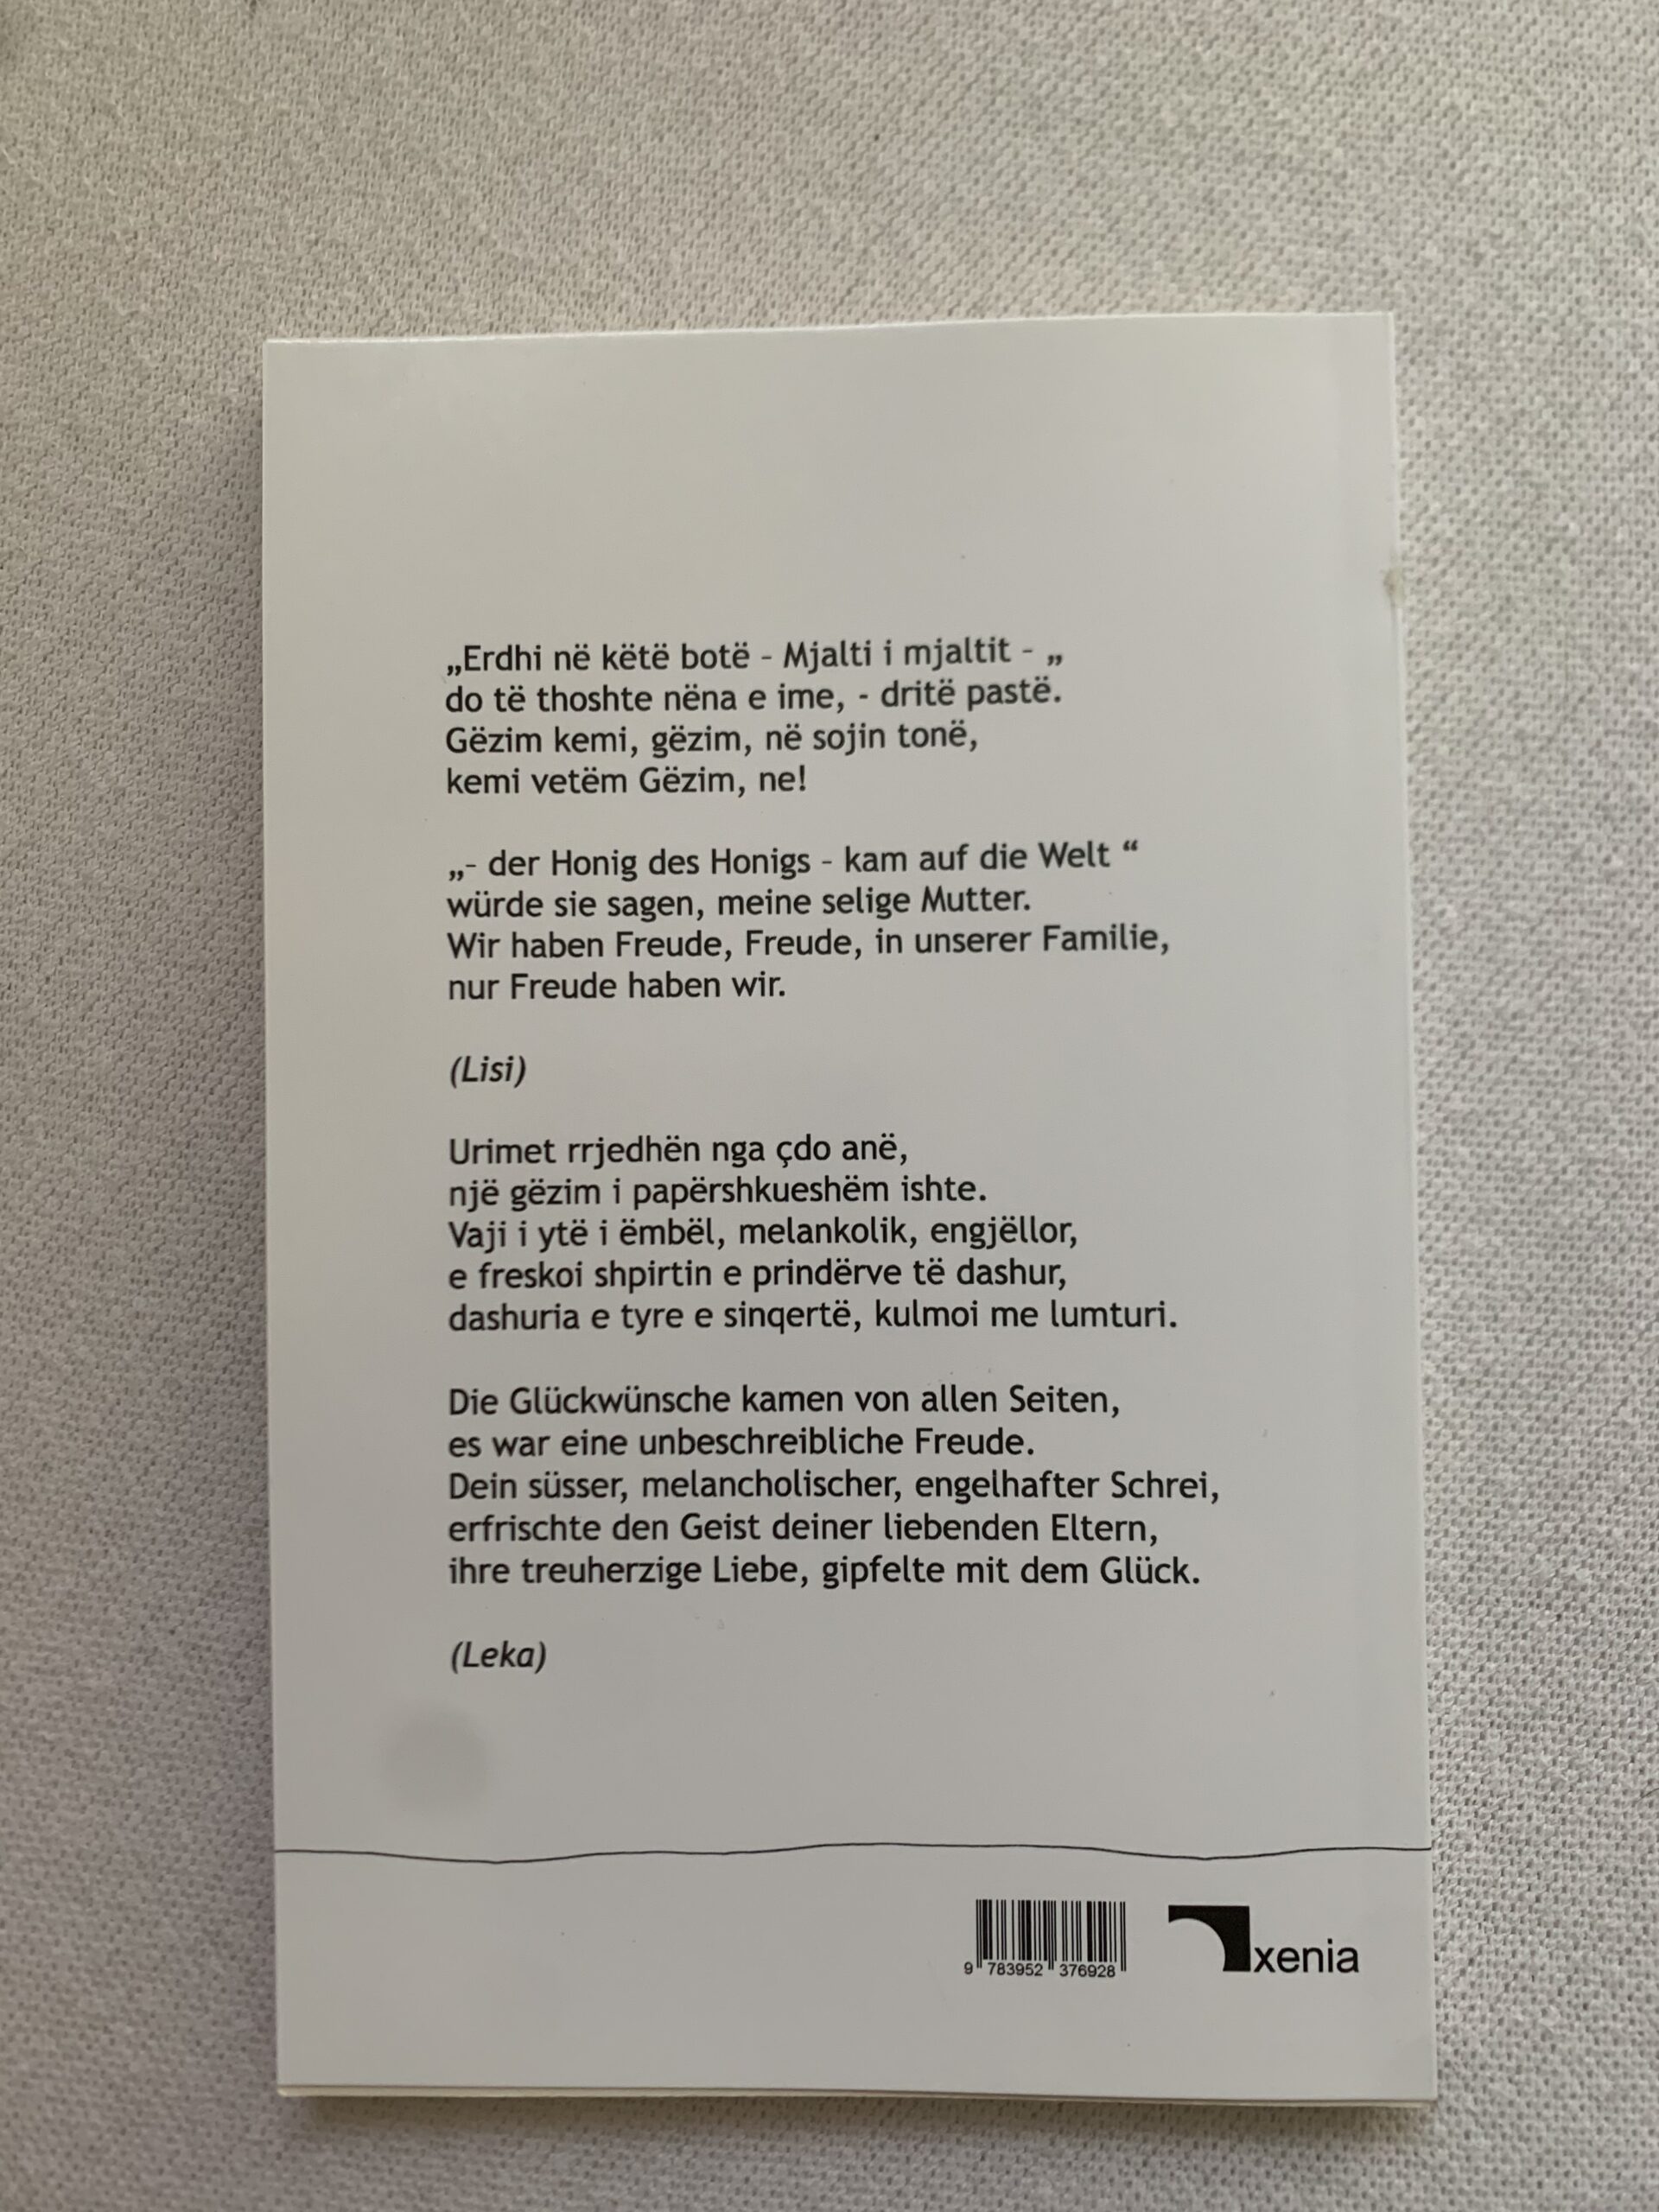 „Erdhi në këtë botë - Mjalti i mjaltit - „
do të thoshte nëna e ime, - dritë pastë.
Gëzim kemi, gëzim, në sojin tonë,
kemi vetëm Gëzim, ne!
„- der Honig des Honigs - kam auf die Welt “
würde sie sagen, meine selige Mutter.
Wir haben Freude, Freude, in unserer Familie,
nur Freude haben wir.
(Lisi)
Urimet rrjedhën nga çdo anë,
një gëzim i papërshkueshëm ishte.
Vaji i ytë i ëmbël, melankolik, engjëllor,
e freskoi shpirtin e prindërve të dashur,
dashuria e tyre e sinqertë, kulmoi me lumturi.
Die Glückwünsche kamen von allen Seiten,
es war eine unbeschreibliche Freude.
Dein süsser, melancholischer, engelhafter Schrei,
erfrischte den Geist deiner liebenden Eltern,
ihre treuherzige Liebe, gipfelte mit dem Glück.
(Leka)
9 783952 376928
xenia